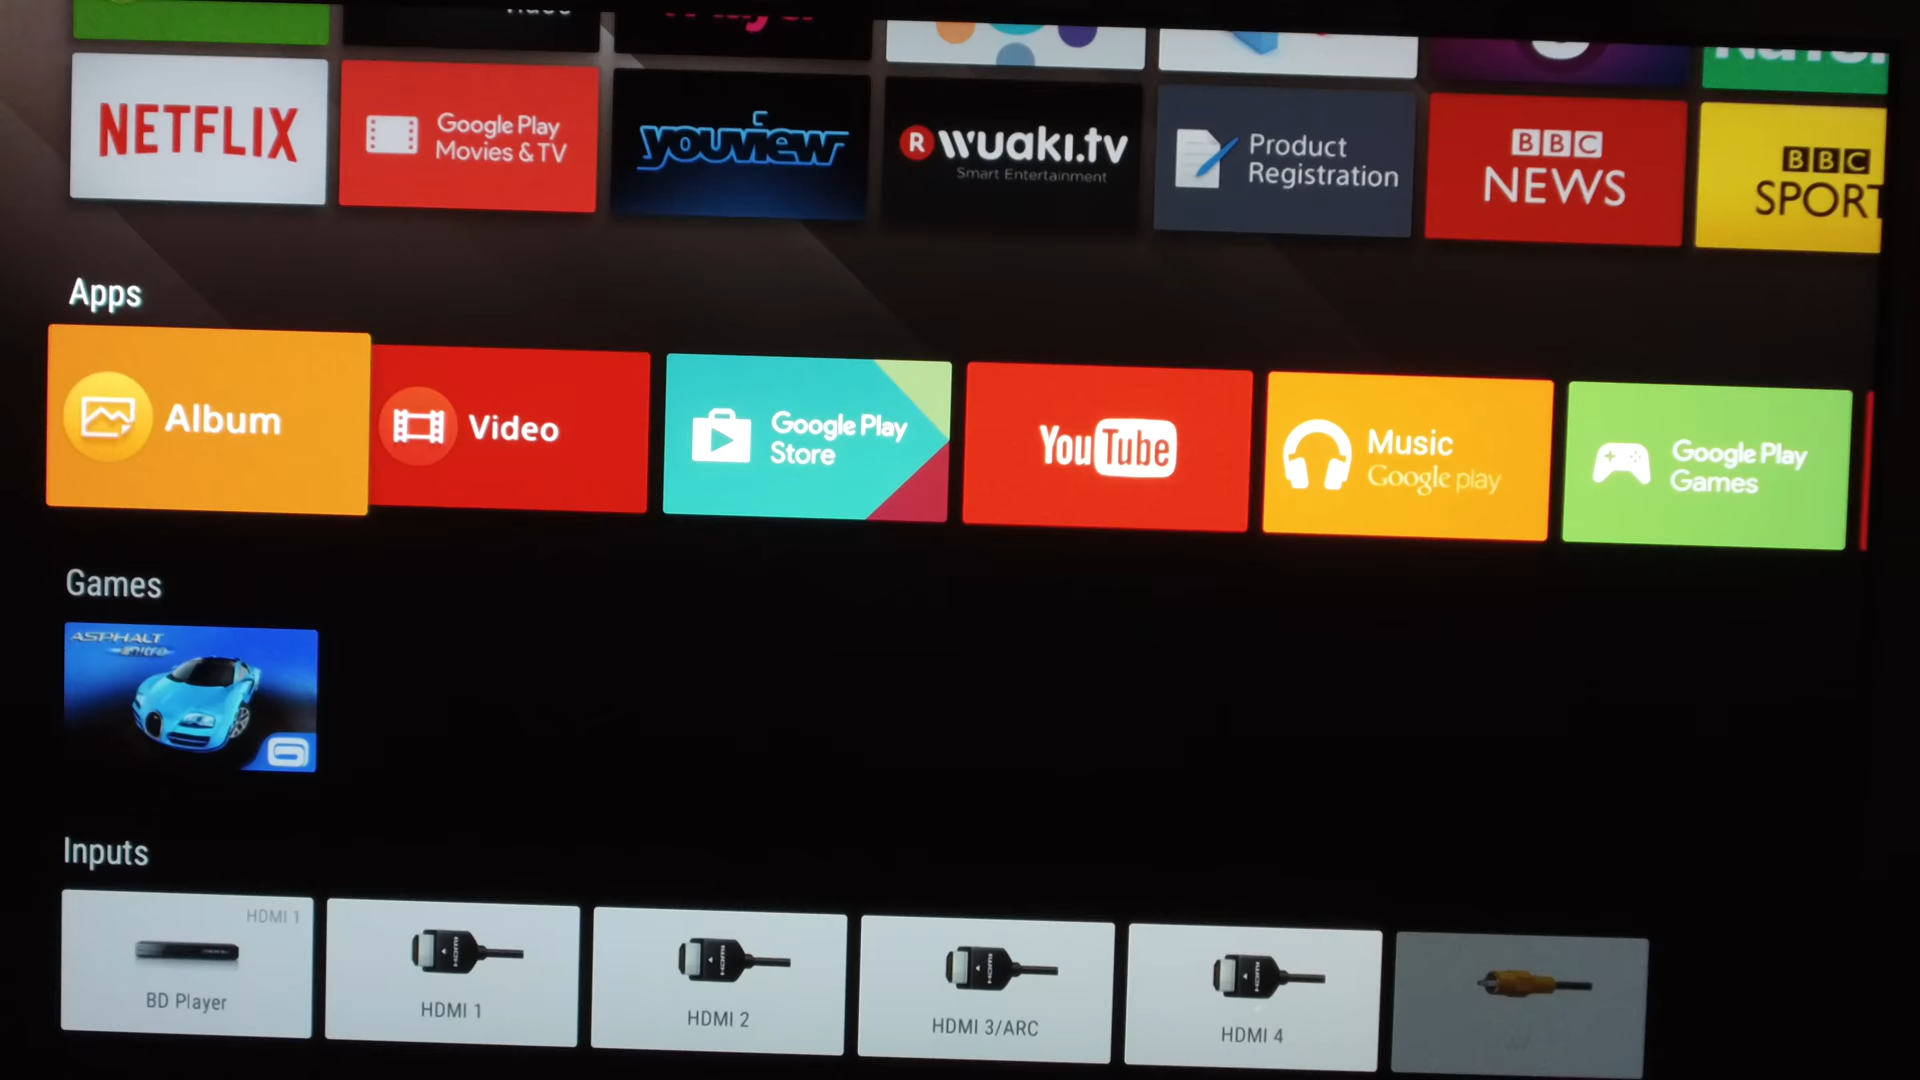 NETFLIX
Google Play
Movies & TV
youview
R wuaki.tv
Smart Entertainment
Product
Registration
BBC
NEWS
BBC
SPORT
Apps
Album
Video
Google Play
Store
YouTube
Music
Google play
Google Play
Games
Games
ASPHALT
nitro
Inputs
HDMI 1
BD Player
HDMI 1
HDMI 2
HDMI 3/ARC
HDMI 4